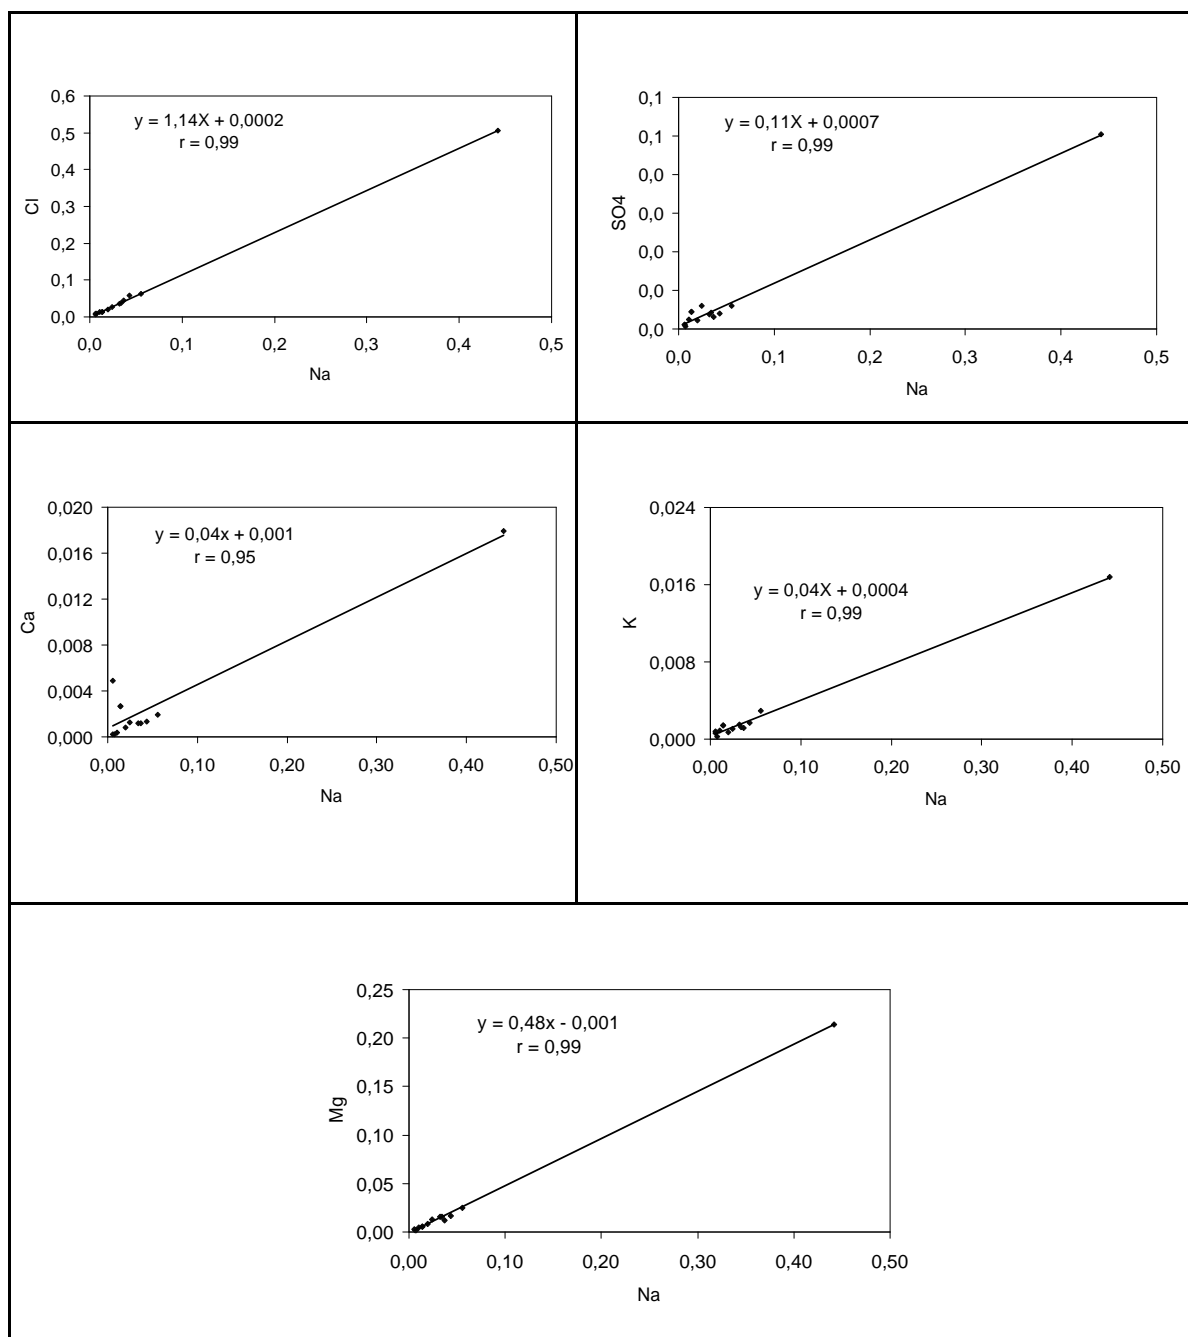 0,6
0,5
0,4
0,3
0,2
0,1
0,0
Cl
y = 1,14X + 0,0002
r = 0,99
0,0 0,1 0,2 0,3 0,4 0,5
Na
0,1
0,1
0,0
0,0
0,0
0,0
0,0
SO4
y = 0,11X + 0,0007
r = 0,99
0,0 0,1 0,2 0,3 0,4 0,5
Na
0,020
0,016
0,012
0,008
0,004
0,000
Ca
y = 0,04x + 0,001
r = 0,95
0,00 0,10 0,20 0,30 0,40 0,50
Na
0,024
0,016
0,008
0,000
K
y = 0,04X + 0,0004
r = 0,99
0,00 0,10 0,20 0,30 0,40 0,50
Na
0,25
0,20
0,15
0,10
0,05
0,00
Mg
y = 0,48x - 0,001
r = 0,99
0,00 0,10 0,20 0,30 0,40 0,50
Na